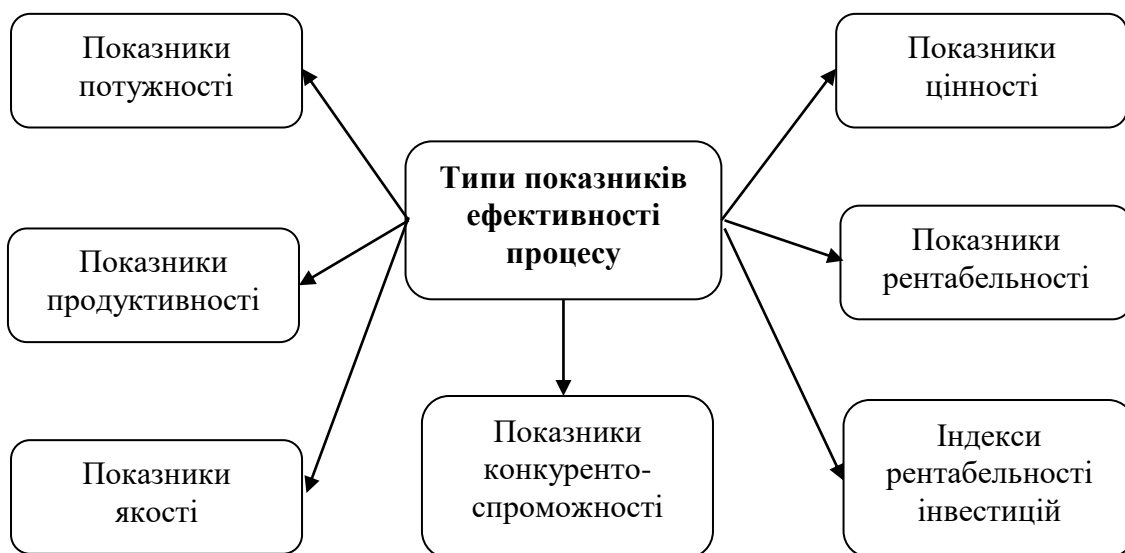 Показники
потужності
Показники
цінності
Типи показників
ефективності
процесу
Показники
продуктивності
Показники
рентабельності
Показники
якості
Показники
конкуренто-
спроможності
Індекси
рентабельності
інвестицій